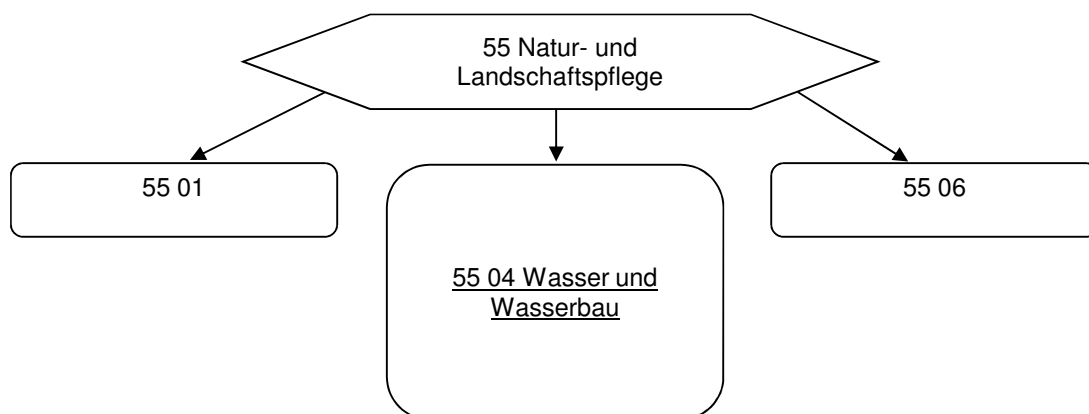 55 Natur- und
Landschaftspflege
55 01
55 06
55 04 Wasser und
Wasserbau